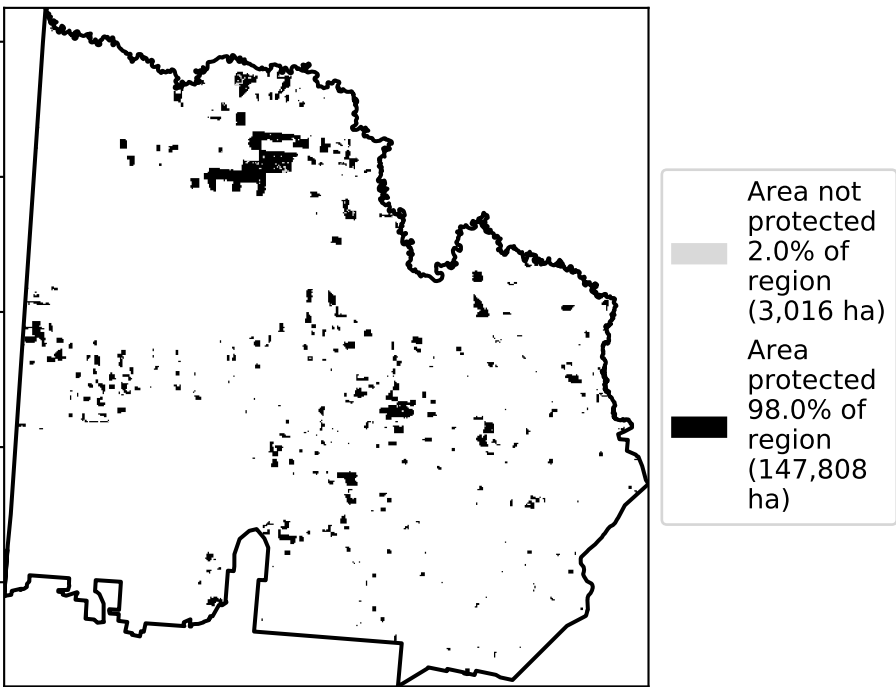 Area not
protected
2.0% of
region
(3,016 ha)
Area
protected
98.0% of
region
(147,808
ha)